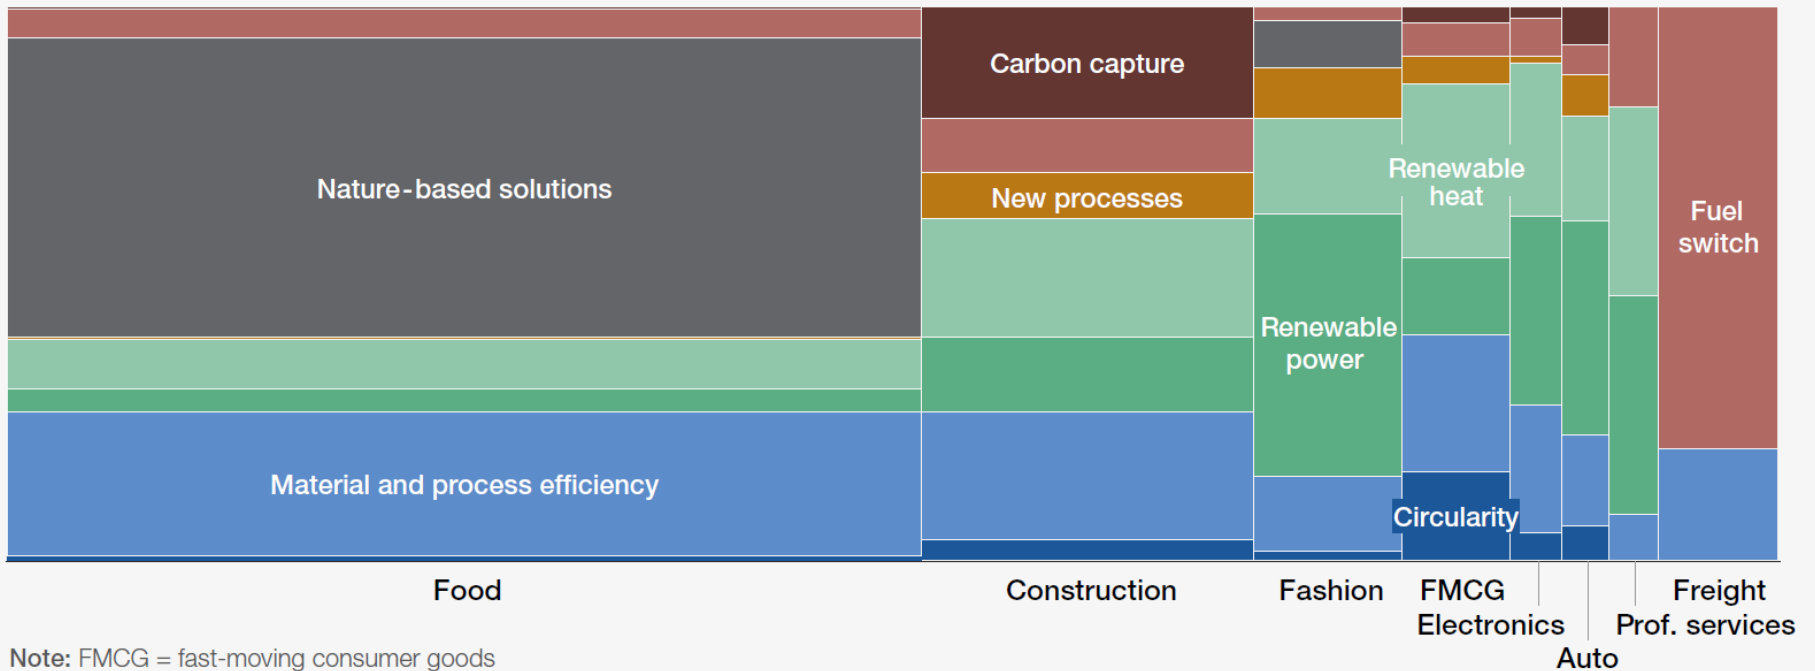 Carbon capture
Nature-based solutions
New processes
Renewable
heat
Fuel
switch
Renewable
power
Material and process efficiency
Circularity
Food
Construction
Fashion
FMCG
Freight
Electronics
Prof. services
Auto
Note: FMCG = fast-moving consumer goods